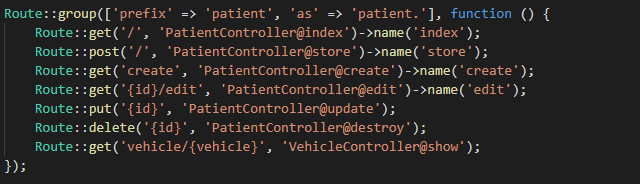 Route::group(['prefix' => 'patient', 'as' => 'patient.'], function () {
    Route::get('/', 'PatientController@index')->name('index');
    Route::post('/', 'PatientController@store')->name('store');
    Route::get('create', 'PatientController@create')->name('create');
    Route::get('{id}/edit', 'PatientController@edit')->name('edit');
    Route::put('{id}', 'PatientController@update');
    Route::delete('{id}', 'PatientController@destroy');
    Route::get('vehicle/{vehicle}', 'VehicleController@show');
});